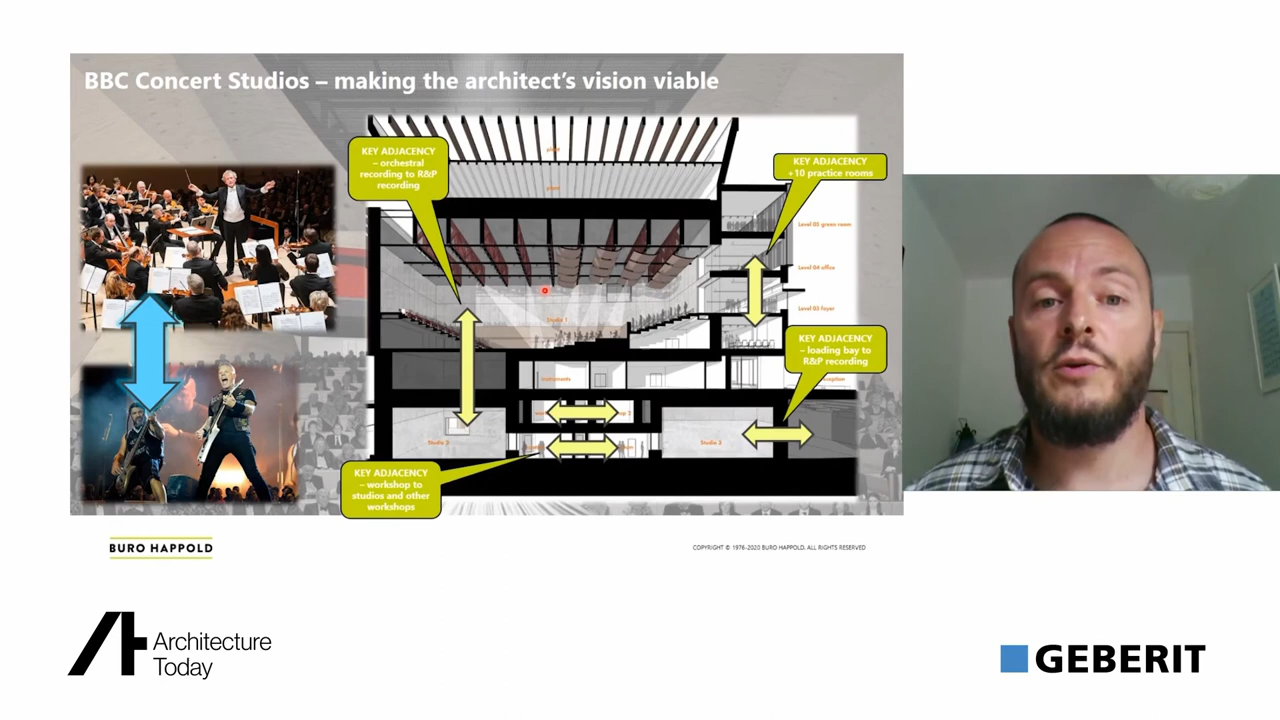 BBC Concert Studios – making the architect's vision viable
KEY ADJACENCY
– orchestral
recording to R&P
recording
KEY ADJACENCY
+10 practice rooms
plant
Level 05 green room
Level 04 office
Level 03 foyer
Studio 1
KEY ADJACENCY
– loading bay to
R&P recording
instruments
Studio 2
Studio 3
KEY ADJACENCY
– workshop to
studios and other
workshops
BURO HAPPOLD
COPYRIGHT © 1976-2020 BURO HAPPOLD. ALL RIGHTS RESERVED
Architecture
Today
GEBERIT